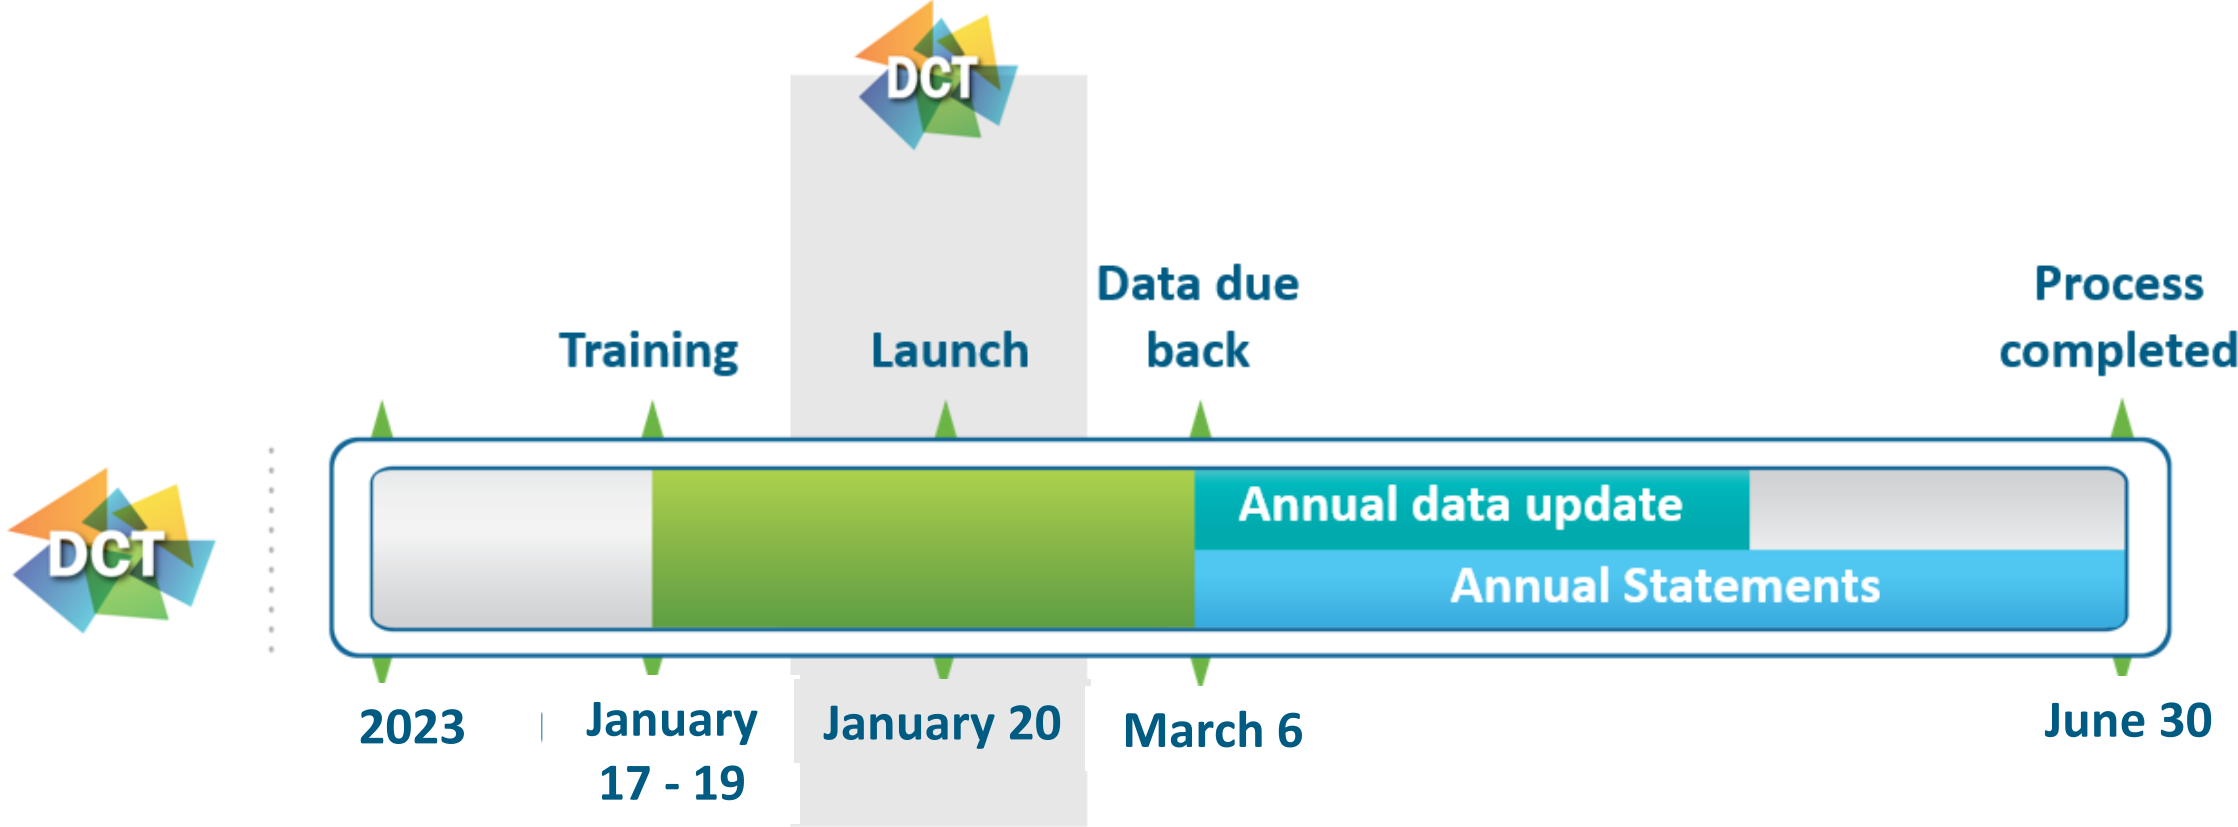 DCT
Data due
back
Process
completed
Training
Launch
DCT
Annual data update
Annual Statements
2023
January
17 - 19
January 20
March 6
June 30